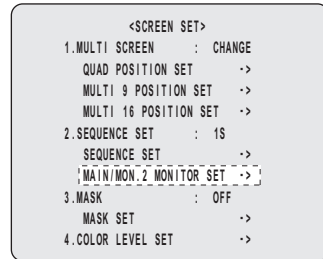 <SCREEN SET>
1.MULTI SCREEN : CHANGE
QUAD POSITION SET ->
MULTI 9 POSITION SET ->
MULTI 16 POSITION SET ->
2.SEQUENCE SET : 1S
SEQUENCE SET ->
MAIN/MON.2 MONITOR SET ->
3.MASK : OFF
MASK SET ->
4.COLOR LEVEL SET ->